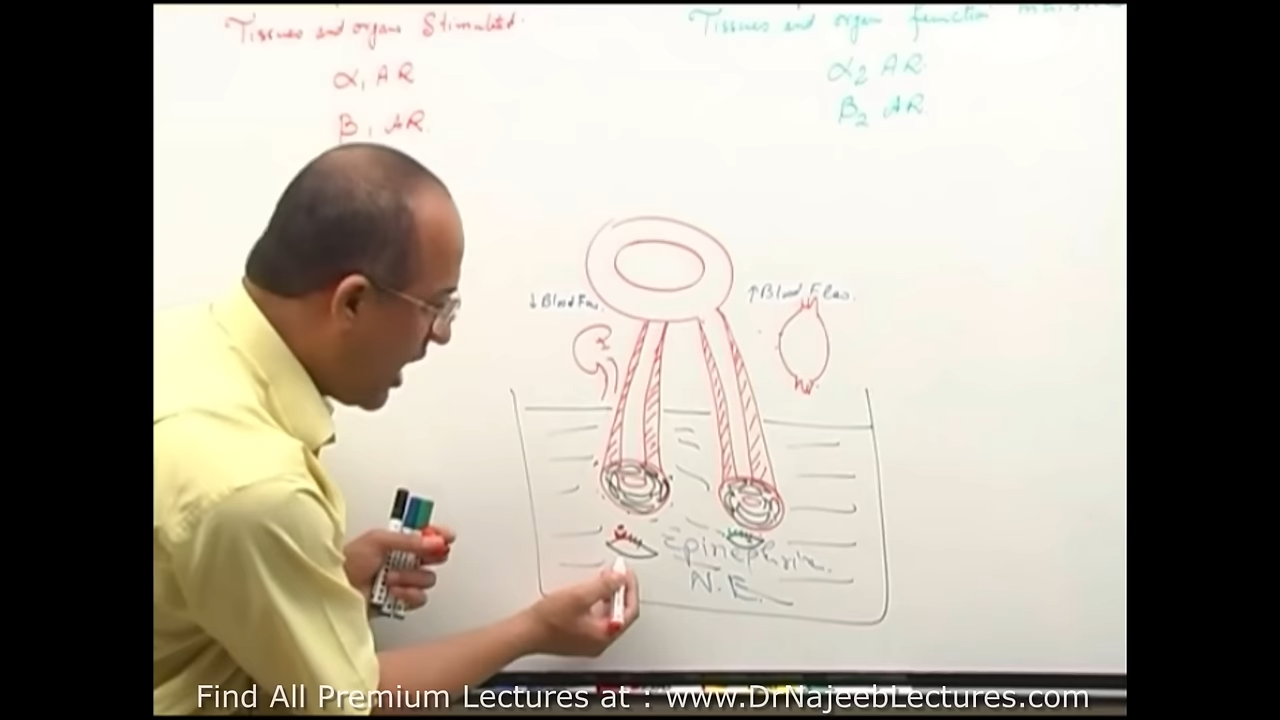 Tissues and organs Stimulated.
α1 AR
β1 AR.
Tissues and organ function
α2 AR.
β2 AR.
↓ Blood Flow.
↑ Blood Flow.
Epinephrin.
N.E.
Find All Premium Lectures at : www.DrNajeebLectures.com